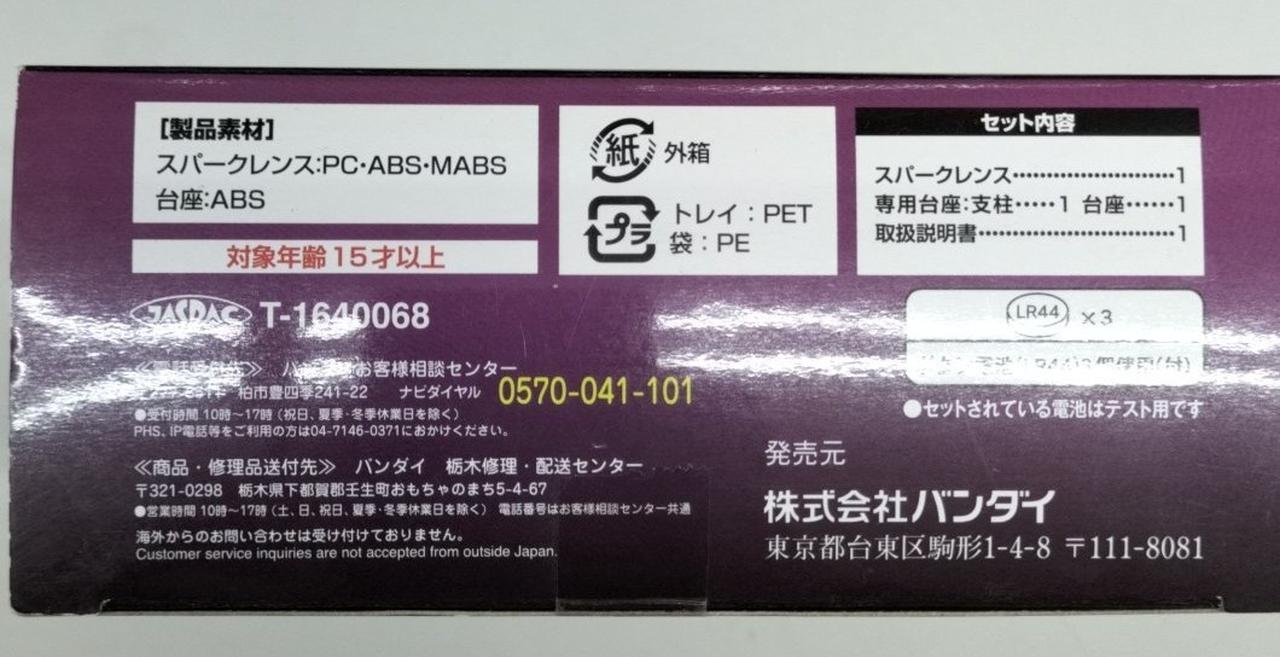 [製品素材]
スパークレンス:PC・ABS・MABS
台座:ABS
対象年齢15才以上
紙 外箱
プラ トレイ:PET
袋:PE
セット内容
スパークレンス……………………1
専用台座:支柱・・・・・1 台座……1
取扱説明書…………………………1
JASPAC T-1640068
LR44 ×3
●セットされている電池はテスト用です
お客様相談センター
柏市豊四季241-22 ナビダイヤル 0570-041-101
●受付時間 10時〜17時(祝日、夏季・冬季休業日を除く)
PHS、IP電話等をご利用の方は04-7146-0371におかけください。
≪商品・修理品送付先≫ バンダイ 栃木修理・配送センター
〒321-0298 栃木県下都賀郡壬生町おもちゃのまち5-4-67
●営業時間 10時〜17時(土、日、祝日、夏季・冬季休業日を除く) 電話番号はお客様相談センター共通
海外からのお問い合わせは受け付けておりません。
Customer service inquiries are not accepted from outside Japan.
発売元
株式会社バンダイ
東京都台東区駒形1-4-8 〒111-8081